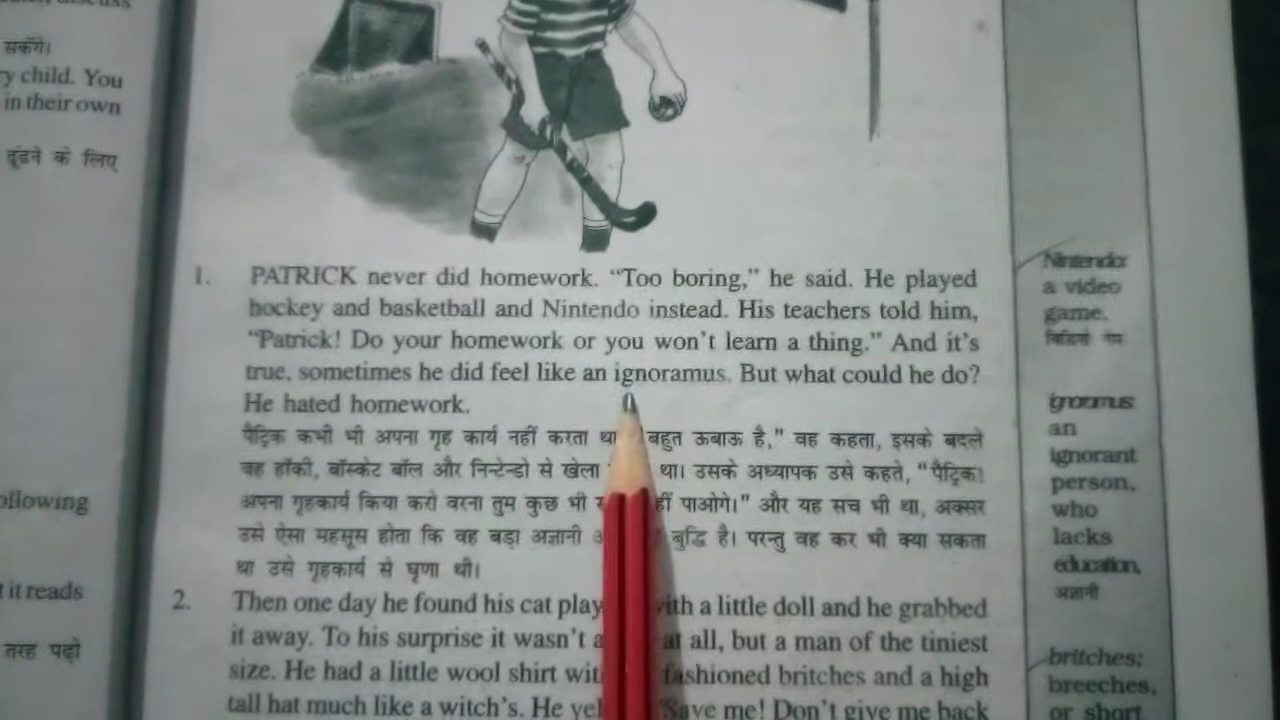 सकेंगे।
ry child. You
in their own
ढूंढने के लिए
ollowing
it reads
तरह पढ़ो
1. PATRICK never did homework. “Too boring,” he said. He played
hockey and basketball and Nintendo instead. His teachers told him,
“Patrick! Do your homework or you won’t learn a thing.” And it’s
true, sometimes he did feel like an ignoramus. But what could he do?
He hated homework.
पैट्रिक कभी भी अपना गृह कार्य नहीं करता था बहुत ऊबाऊ है,” वह कहता, इसके बदले
वह हॉकी, बॉस्केट बॉल और निन्टेन्डो से खेला था। उसके अध्यापक उसे कहते, “पैट्रिक!
अपना गृहकार्य किया करो वरना तुम कुछ भी हीं पाओगे।” और यह सच भी था, अक्सर
उसे ऐसा महसूस होता कि वह बड़ा अज्ञानी बुद्धि है। परन्तु वह कर भी क्या सकता
था उसे गृहकार्य से घृणा थी।
2. Then one day he found his cat play ith a little doll and he grabbed
it away. To his surprise it wasn’t a at all, but a man of the tiniest
size. He had a little wool shirt wit fashioned britches and a high
tall hat much like a witch’s. He yel “Save me! Don’t give me back
Nintendo:
a video
game.
विडियो गेम
ignoramus:
an
ignorant
person,
who
lacks
education,
अज्ञानी
britches:
breeches,
or short